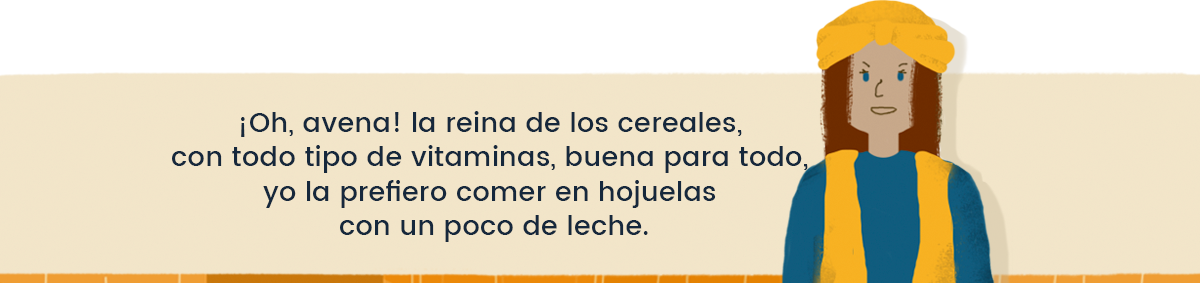 ¡Oh, avena! la reina de los cereales,
con todo tipo de vitaminas, buena para todo,
yo la prefiero comer en hojuelas
con un poco de leche.